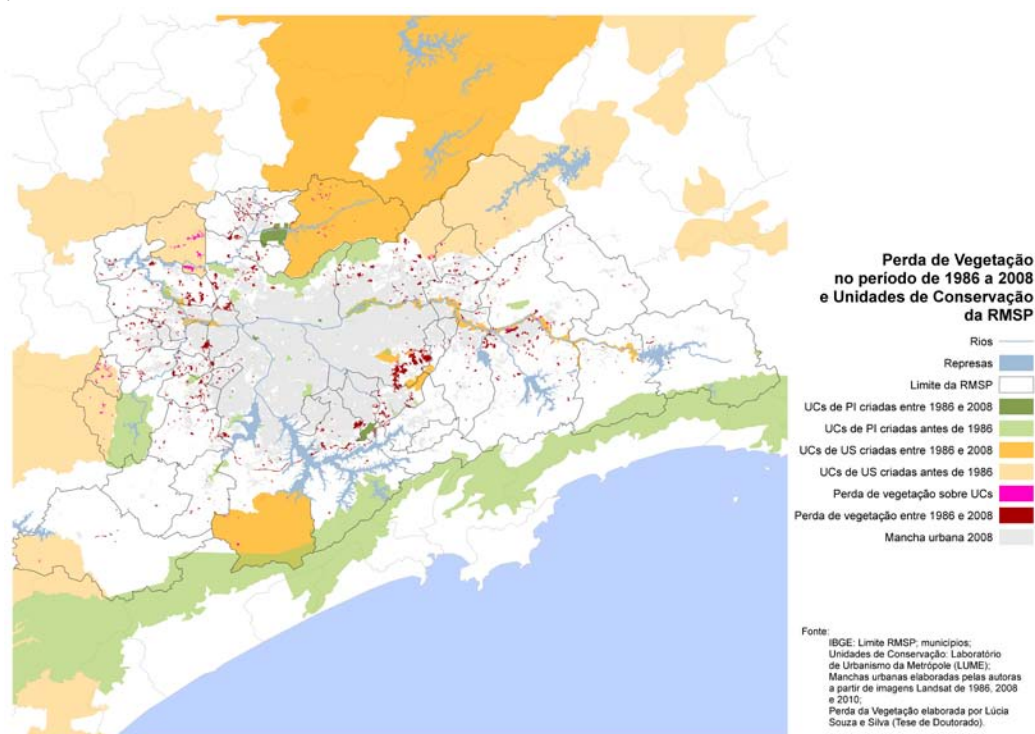 Perda de Vegetação
no período de 1986 a 2008
e Unidades de Conservação
da RMSP
Rios
Represas
Limite da RMSP
UCs de PI criadas entre 1986 e 2008
UCs de PI criadas antes de 1986
UCs de US criadas entre 1986 e 2008
UCs de US criadas antes de 1986
Perda de vegetação sobre UCs
Perda de vegetação entre 1986 e 2008
Mancha urbana 2008
Fonte:
IBGE: Limite RMSP; municípios;
Unidades de Conservação: Laboratório
de Urbanismo da Metrópole (LUME);
Manchas urbanas elaboradas pelas autoras
a partir de imagens Landsat de 1986, 2008
e 2010;
Perda da Vegetação elaborada por Lúcia
Souza e Silva (Tese de Doutorado).